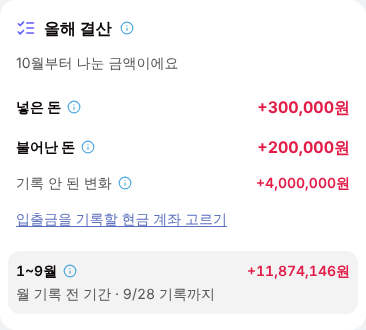 올해 결산
10월부터 나눈 금액이에요
넣은 돈 +300,000원
불어난 돈 +200,000원
기록 안 된 변화 +4,000,000원
입출금을 기록할 현금 계좌 고르기
1~9월 +11,874,146원
월 기록 전 기간 · 9/28 기록까지